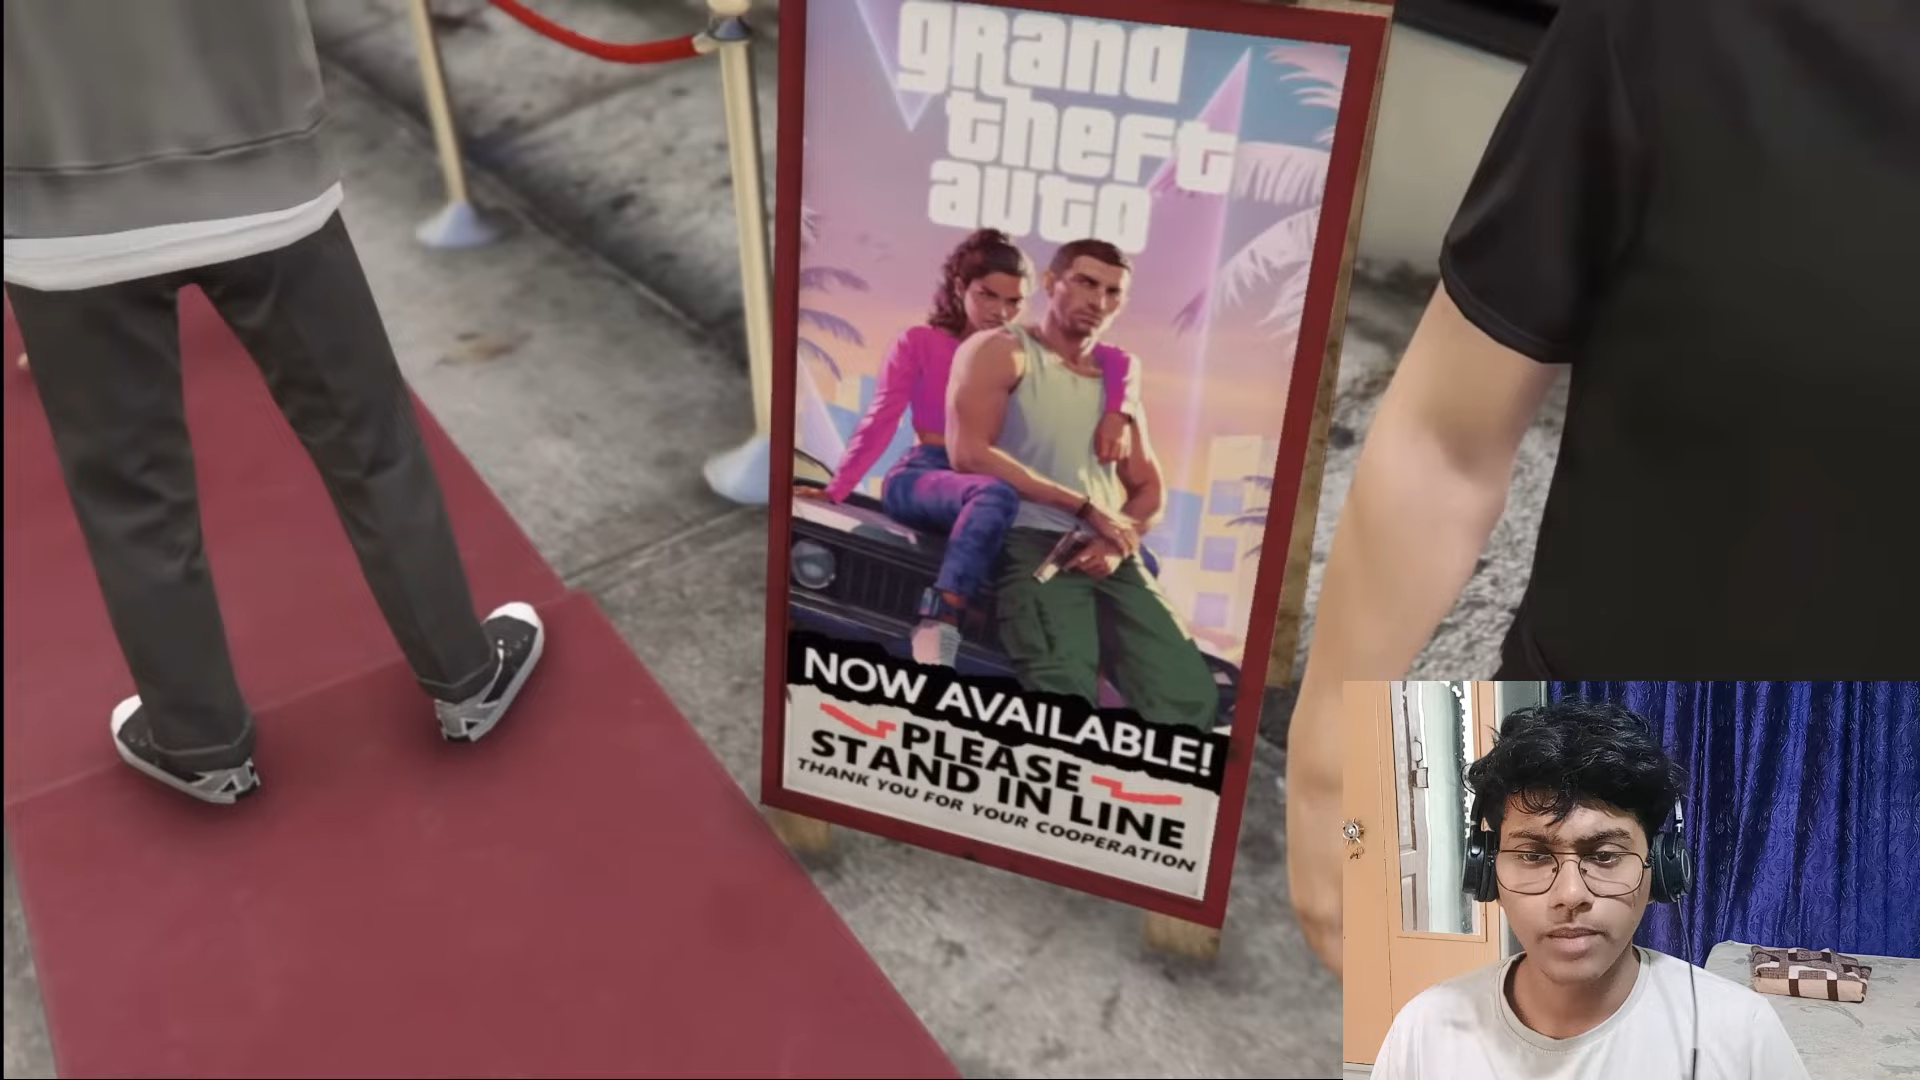 grand
theft
auto
NOW AVAILABLE!
PLEASE
STAND IN LINE
THANK YOU FOR YOUR COOPERATION